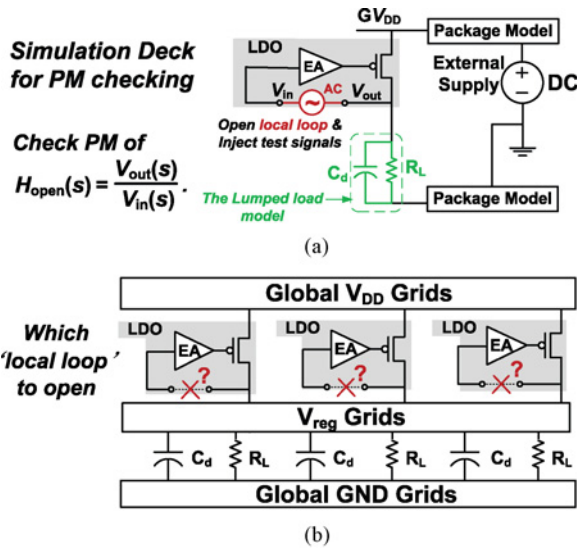 Simulation Deck
for PM checking
Check PM of
H_open(s) = V_out(s) / V_in(s) .
LDO
EA
V_in
AC
V_out
Open local loop &
Inject test signals
GV_DD
Package Model
External
Supply
DC
C_d
R_L
The Lumped load
model
Package Model
(a)
Global V_DD Grids
Which
'local loop'
to open
LDO
EA
?
LDO
EA
?
LDO
EA
?
V_reg Grids
C_d
R_L
C_d
R_L
C_d
R_L
Global GND Grids
(b)